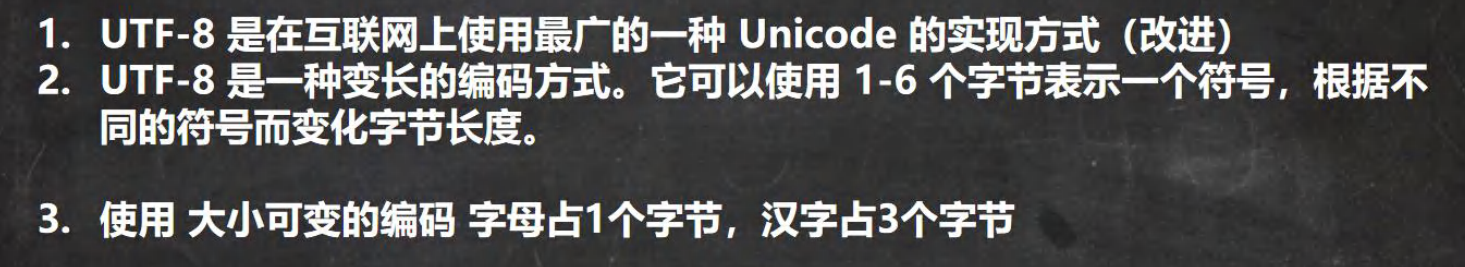 1. UTF-8 是在互联网上使用最广的一种 Unicode 的实现方式（改进）
2. UTF-8 是一种变长的编码方式。它可以使用 1-6 个字节表示一个符号，根据不
同的符号而变化字节长度。
3. 使用 大小可变的编码 字母占1个字节，汉字占3个字节